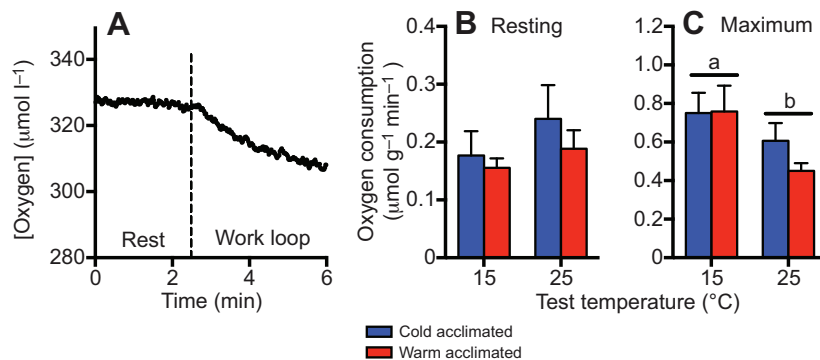 A
340
320
300
280
[Oxygen] (μmol l⁻¹)
Rest
Work loop
0
2
4
6
Time (min)
B Resting
0.4
0.3
0.2
0.1
0
Oxygen consumption
(μmol g⁻¹ min⁻¹)
15
25
C Maximum
1.2
1.0
0.8
0.6
0.4
0.2
0
a
b
15
25
Test temperature (°C)
Cold acclimated
Warm acclimated